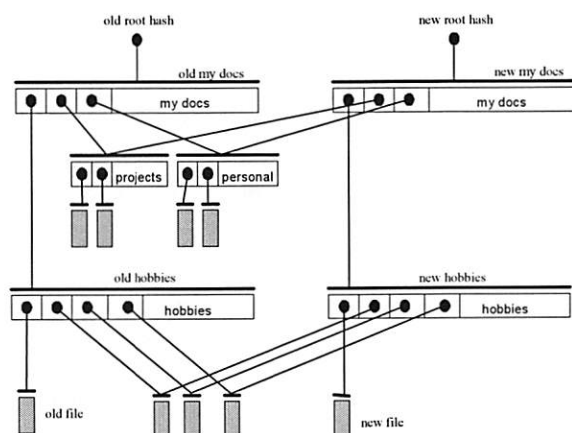 old root hash
new root hash
old my docs
new my docs
my docs
my docs
projects
personal
old hobbies
new hobbies
hobbies
hobbies
old file
new file